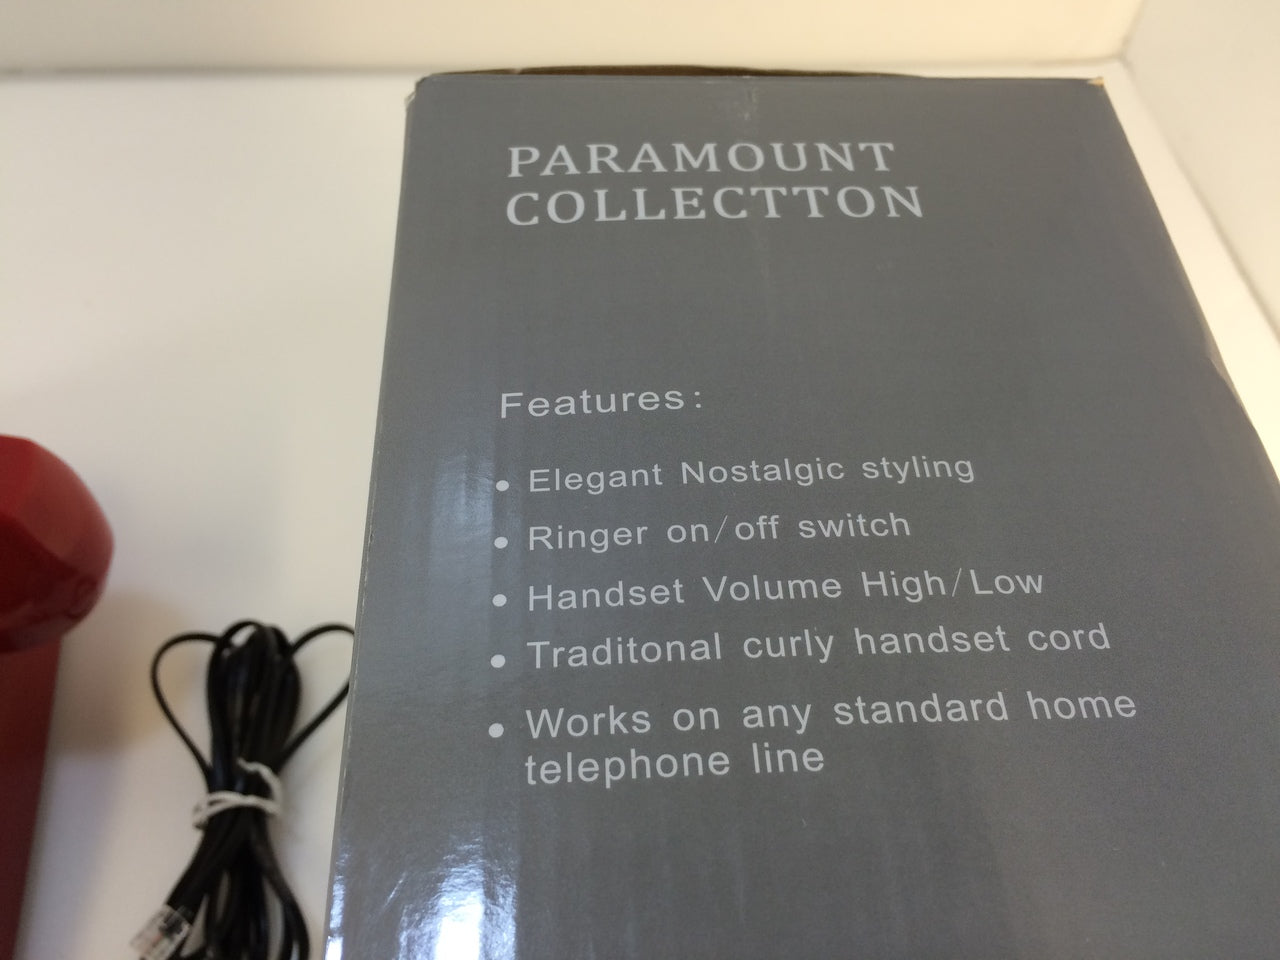 PARAMOUNT
COLLECTTON
Features:
• Elegant Nostalgic styling
• Ringer on/off switch
• Handset Volume High/Low
• Traditonal curly handset cord
• Works on any standard home
telephone line